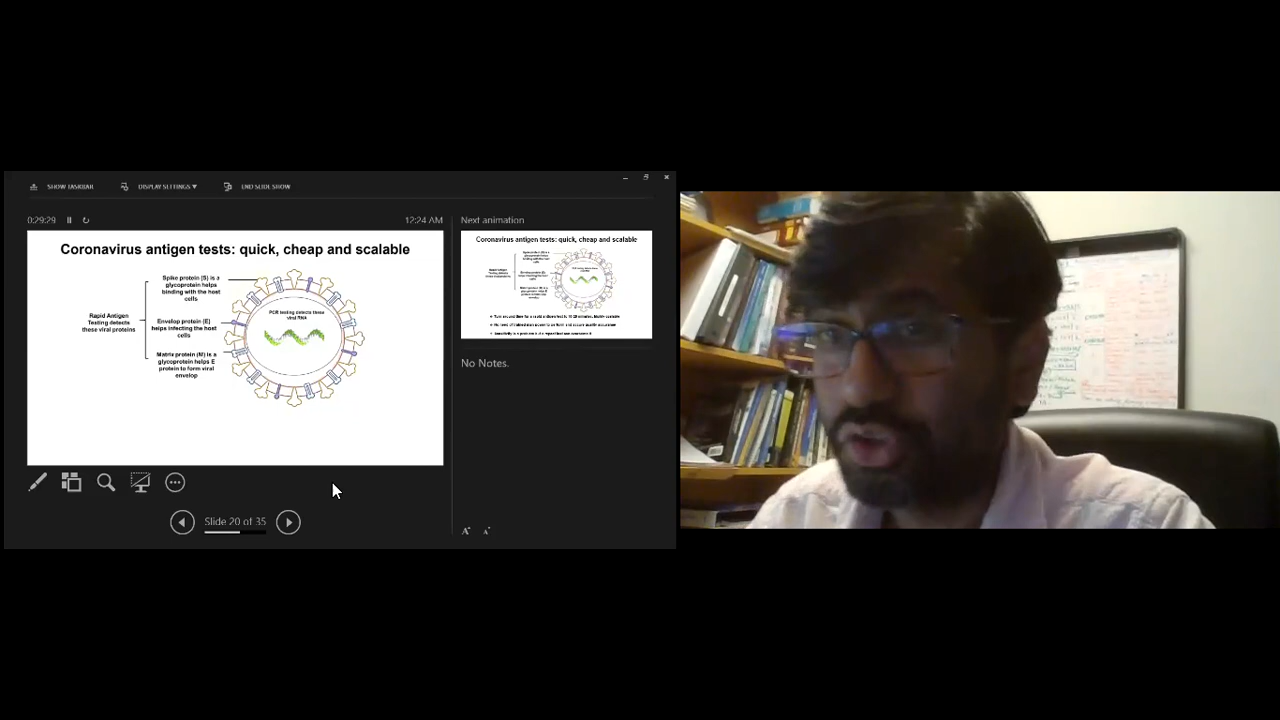 SHOW TASKBAR
DISPLAY SETTINGS ▼
END SLIDE SHOW
0:29:29
12:24 AM
Coronavirus antigen tests: quick, cheap and scalable
Spike protein (S) is a
glycoprotein helps
binding with the host
cells
Rapid Antigen
Testing detects
these viral proteins
Envelop protein (E)
helps infecting the host
cells
Matrix protein (M) is a
glycoprotein helps E
protein to form viral
envelop
PCR testing detects these
viral RNA
Slide 20 of 35
Next animation
Coronavirus antigen tests: quick, cheap and scalable
No Notes.